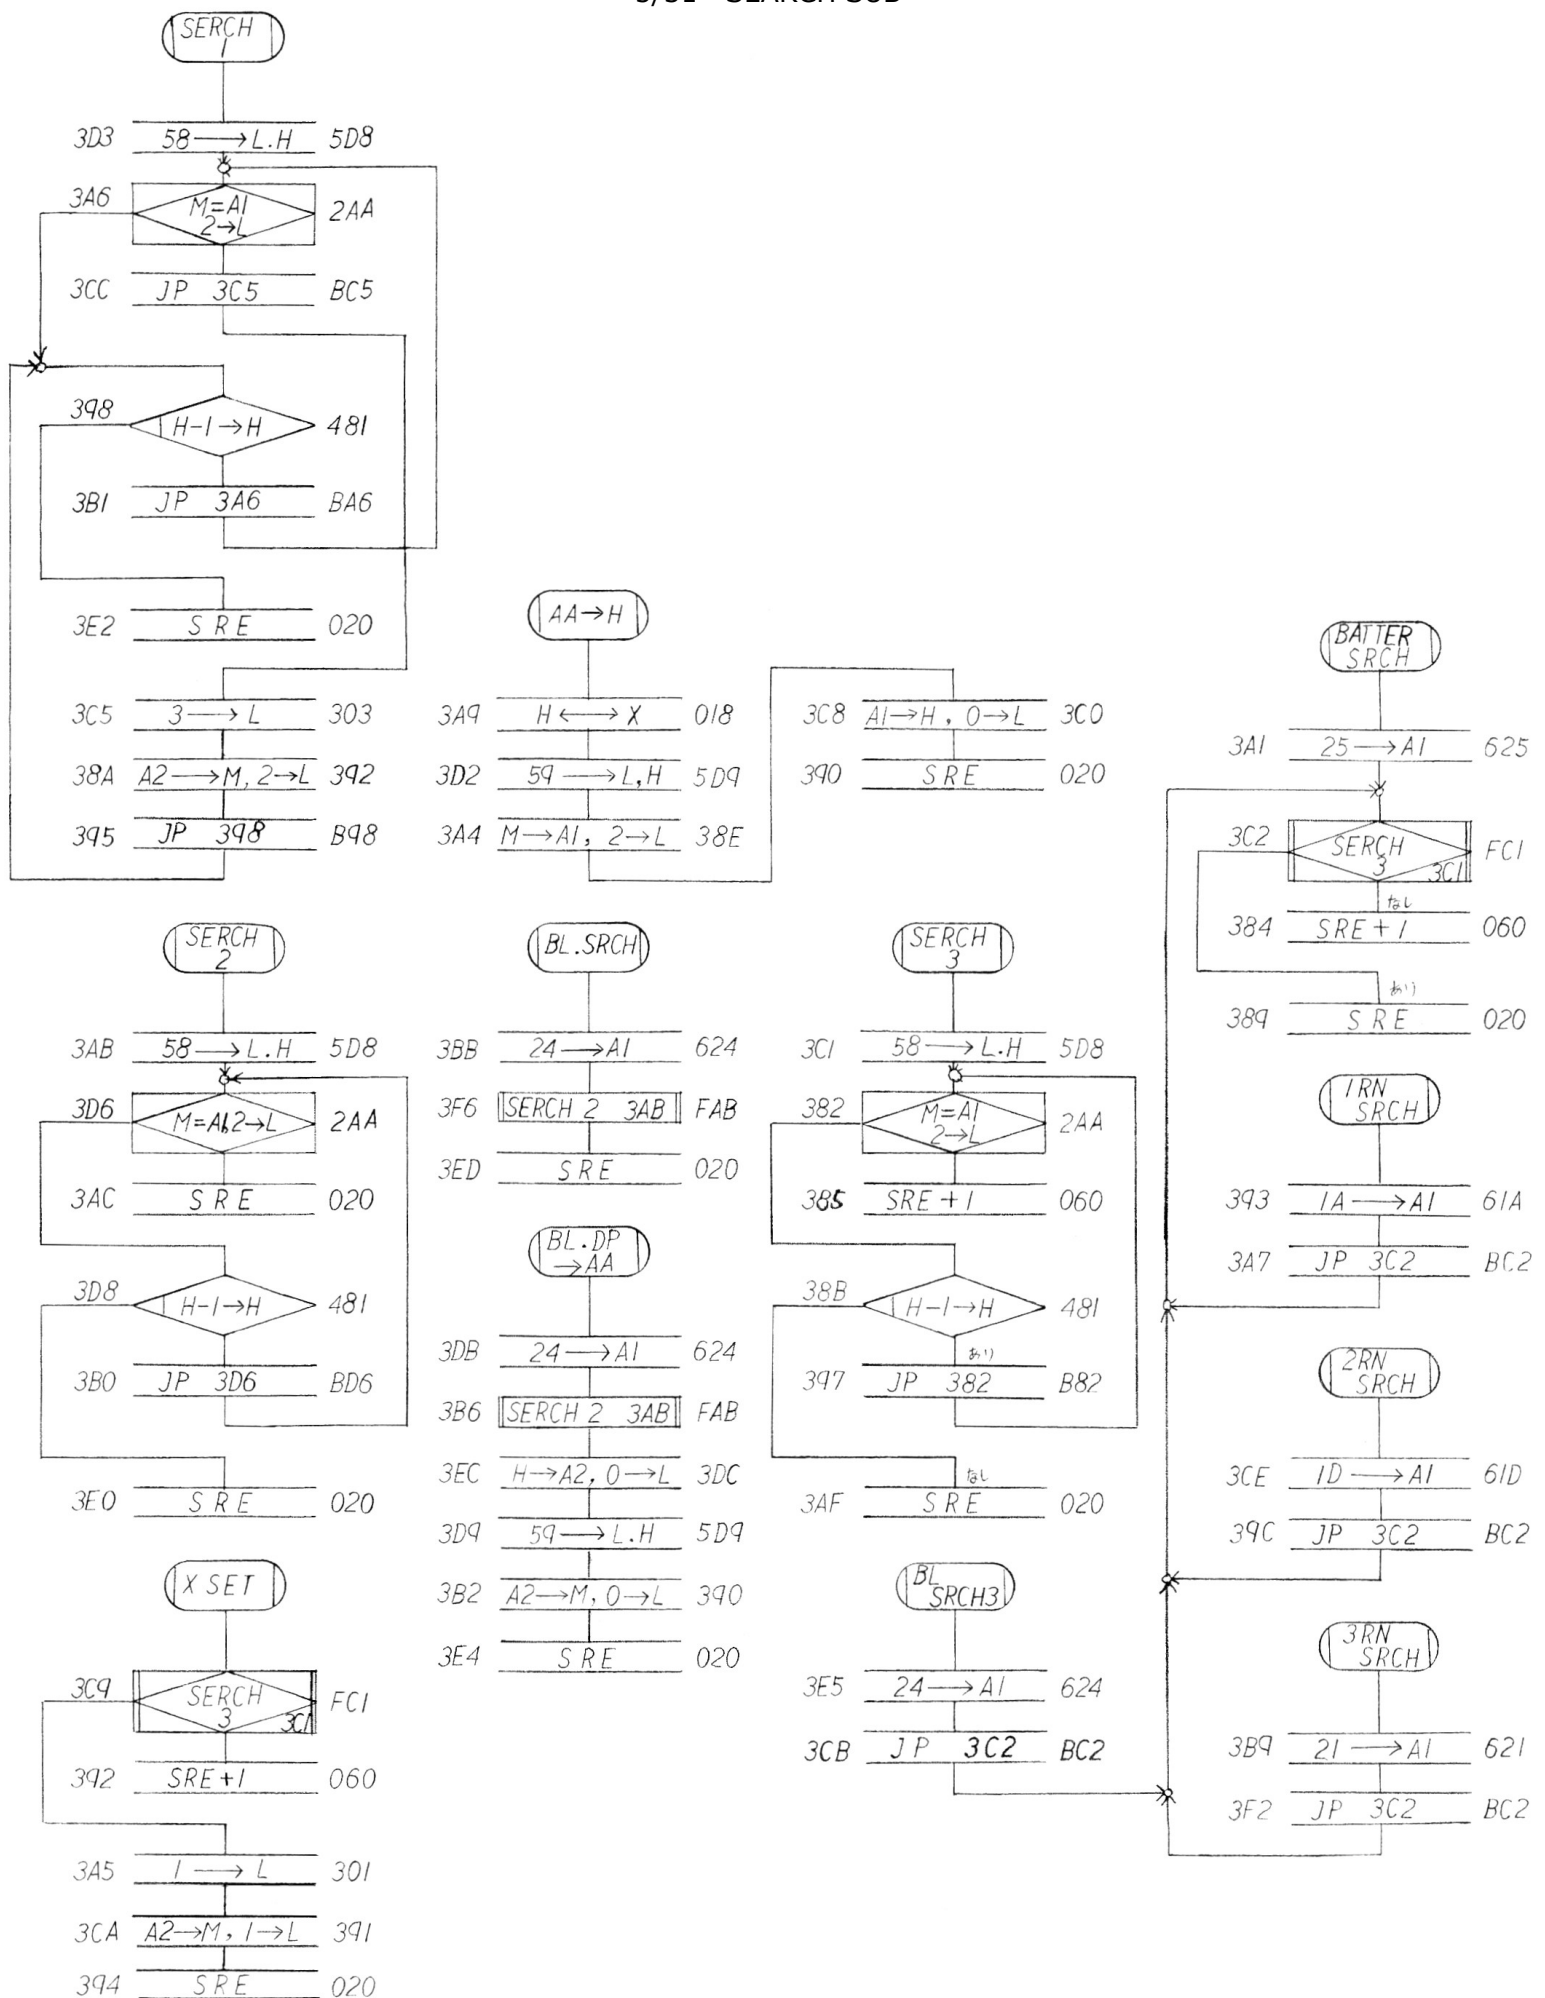 SERCH
1
3D3 58→L.H 5D8
3A6 M=A1 2AA
2→L
3CC JP 3C5 BC5
398 H-1→H 481
3B1 JP 3A6 BA6
3E2 SRE 020
3C5 3→L 303
38A A2→M, 2→L 392
395 JP 398 B98
AA→H
3A9 H↔X 018
3D2 59→L,H 5D9
3A4 M→A1, 2→L 38E
3C8 A1→H, 0→L 3C0
390 SRE 020
BATTER
SRCH
3A1 25→A1 625
3C2 SERCH FC1
3 3C1
なし
384 SRE+1 060
あり
389 SRE 020
SERCH
2
3AB 58→L.H 5D8
3D6 M=A1,2→L 2AA
3AC SRE 020
3D8 H-1→H 481
3B0 JP 3D6 BD6
3E0 SRE 020
BL.SRCH
3BB 24→A1 624
3F6 SERCH 2 3AB FAB
3ED SRE 020
BL.DP
→AA
3DB 24→A1 624
3B6 SERCH 2 3AB FAB
3EC H→A2, 0→L 3DC
3D9 59→L.H 5D9
3B2 A2→M, 0→L 390
3E4 SRE 020
SERCH
3
3C1 58→L.H 5D8
382 M=A1 2AA
2→L
385 SRE+1 060
38B H-1→H 481
あり
397 JP 382 B82
なし
3AF SRE 020
1RN
SRCH
393 1A→A1 61A
3A7 JP 3C2 BC2
2RN
SRCH
3CE 1D→A1 61D
39C JP 3C2 BC2
X SET
3C9 SERCH FC1
3 3C1
392 SRE+1 060
3A5 1→L 301
3CA A2→M, 1→L 391
394 SRE 020
BL
SRCH3
3E5 24→A1 624
3CB JP 3C2 BC2
3RN
SRCH
3B9 21→A1 621
3F2 JP 3C2 BC2